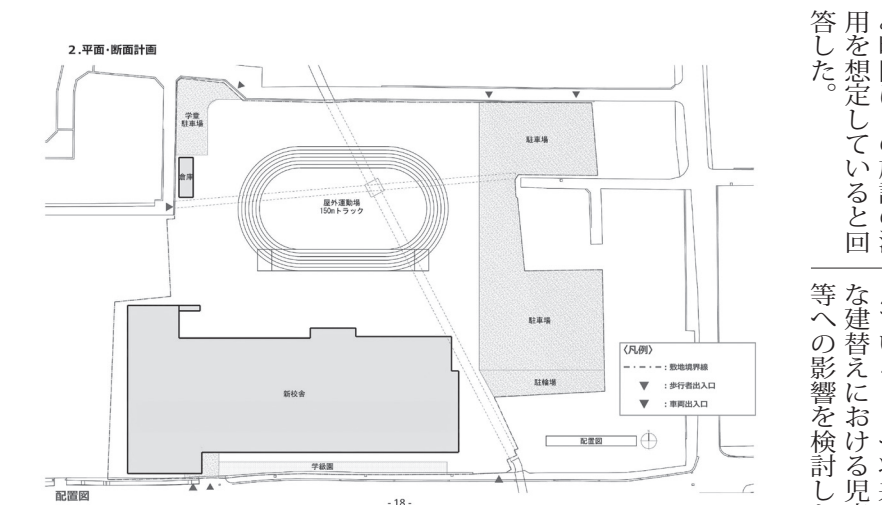 用を想定していると回
答した。
な建替えにおける児
等への影響を検討し
2.平面・断面計画
学童
駐車場
倉庫
屋外運動場
150mトラック
駐車場
駐車場
駐輪場
新校舎
学級園
〈凡例〉
：敷地境界線
：歩行者出入口
：車両出入口
配置図
配置図
- 18 -